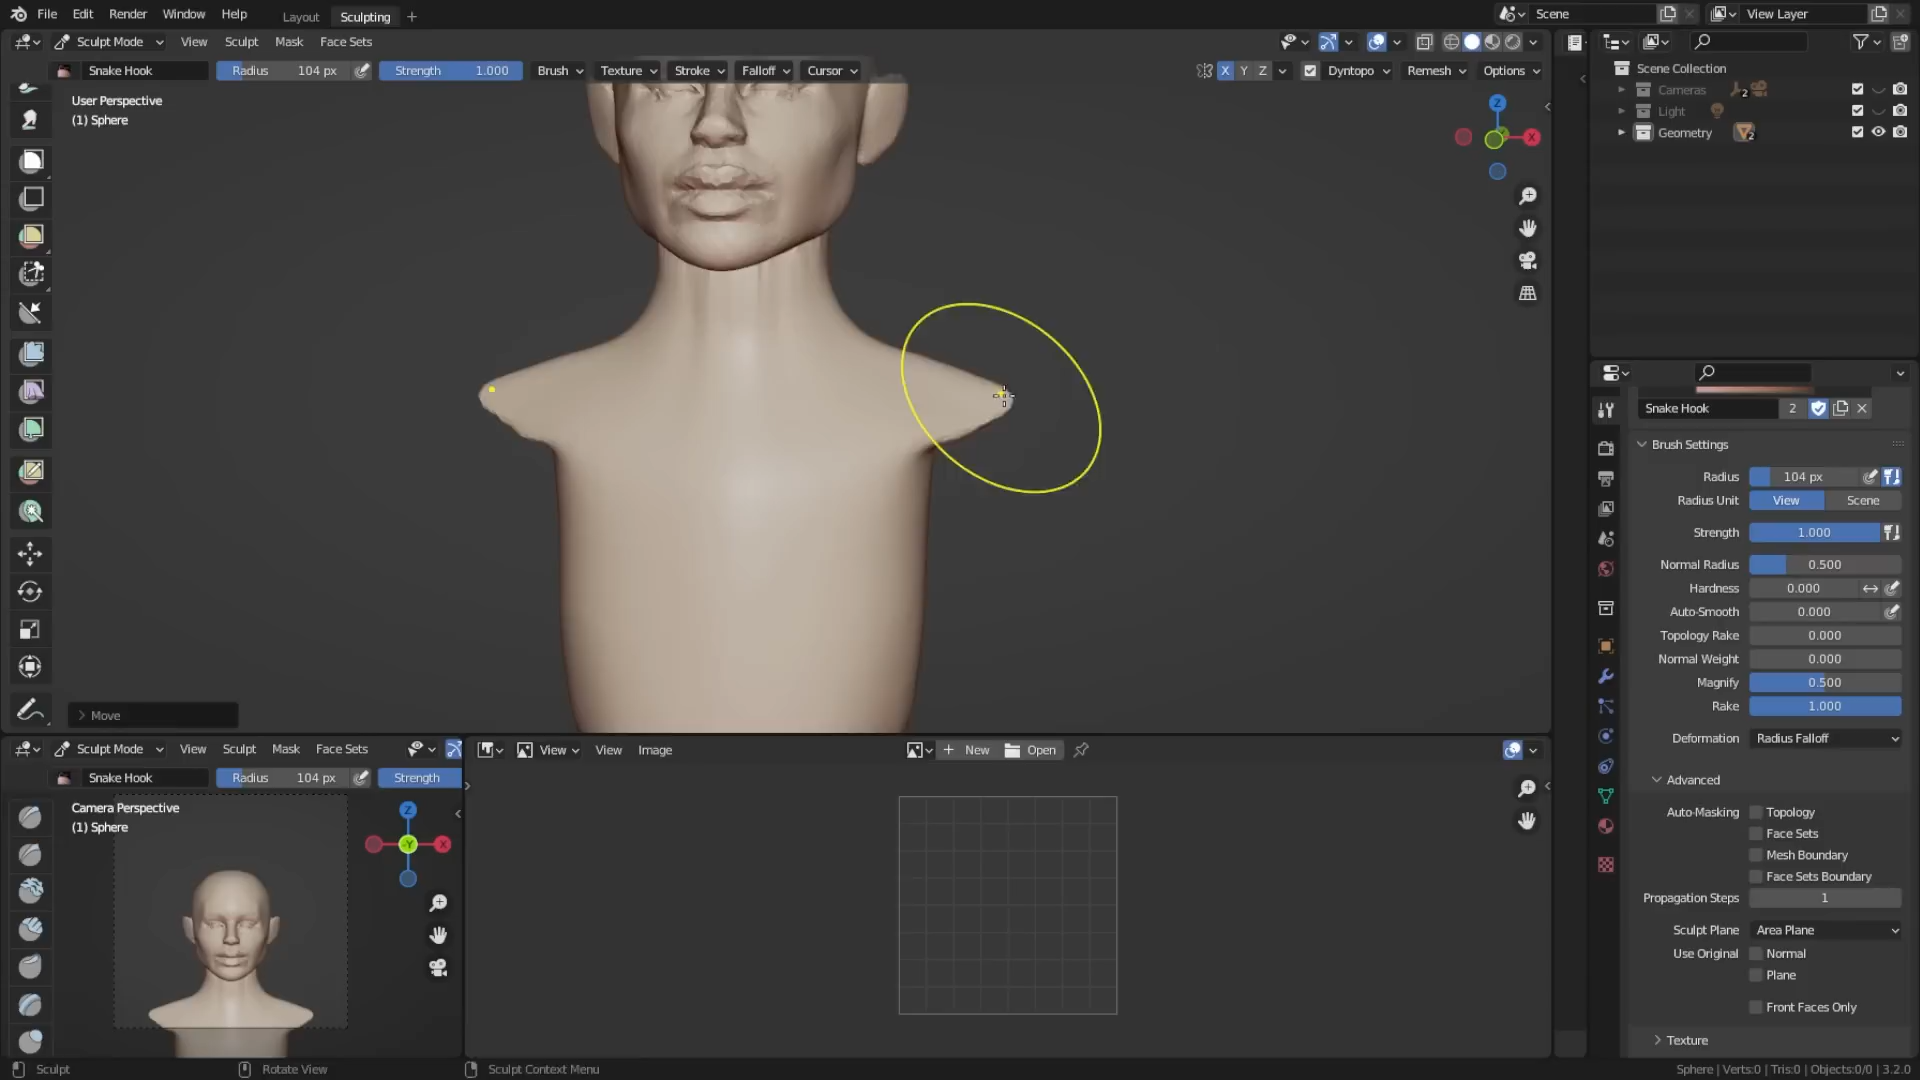 File Edit Render Window Help Layout Sculpting + Scene View Layer
Sculpt Mode View Sculpt Mask Face Sets
Snake Hook Radius 104 px Strength 1.000 Brush Texture Stroke Falloff Cursor X Y Z Dyntopo Remesh Options
User Perspective
(1) Sphere
Z
X
Move
Scene Collection
Cameras 2
Light
Geometry 2
Snake Hook 2
Brush Settings
Radius 104 px
Radius Unit View Scene
Strength 1.000
Normal Radius 0.500
Hardness 0.000
Auto-Smooth 0.000
Topology Rake 0.000
Normal Weight 0.000
Magnify 0.500
Rake 1.000
Deformation Radius Falloff
Advanced
Auto-Masking Topology
Face Sets
Mesh Boundary
Face Sets Boundary
Propagation Steps 1
Sculpt Plane Area Plane
Use Original Normal
Plane
Front Faces Only
Texture
Sculpt Mode View Sculpt Mask Face Sets
Snake Hook Radius 104 px Strength
Camera Perspective
(1) Sphere
Z
-Y X
View View Image + New Open
Sculpt Rotate View Sculpt Context Menu Sphere | Verts:0 | Tris:0 | Objects:0/0 | 3.2.0